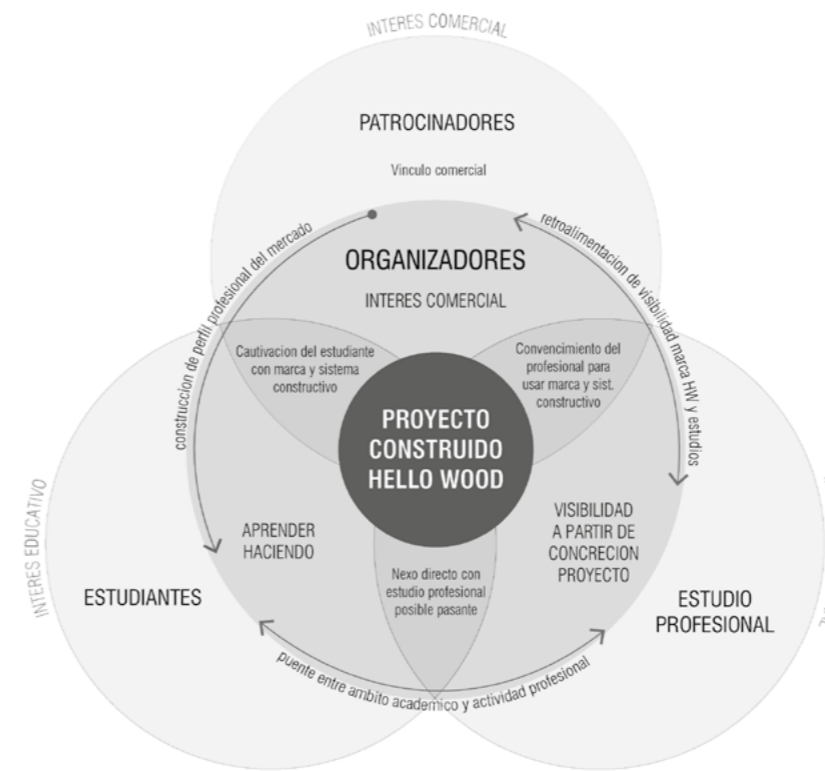 INTERES COMERCIAL
PATROCINADORES
Vinculo comercial
retroalimentacion de visibilidad marca HW y estudios
construccion de perfil profesional del mercado
ORGANIZADORES
INTERES COMERCIAL
Cautivacion del estudiante
con marca y sistema
constructivo
Convencimiento del
profesional para
usar marca y sist.
constructivo
PROYECTO
CONSTRUIDO
HELLO WOOD
INTERES EDUCATIVO
APRENDER
HACIENDO
VISIBILIDAD
A PARTIR DE
CONCRECION
PROYECTO
Nexo directo con
estudio profesional
posible pasante
ESTUDIANTES
ESTUDIO
PROFESIONAL
puente entre ambito academico y actividad profesional